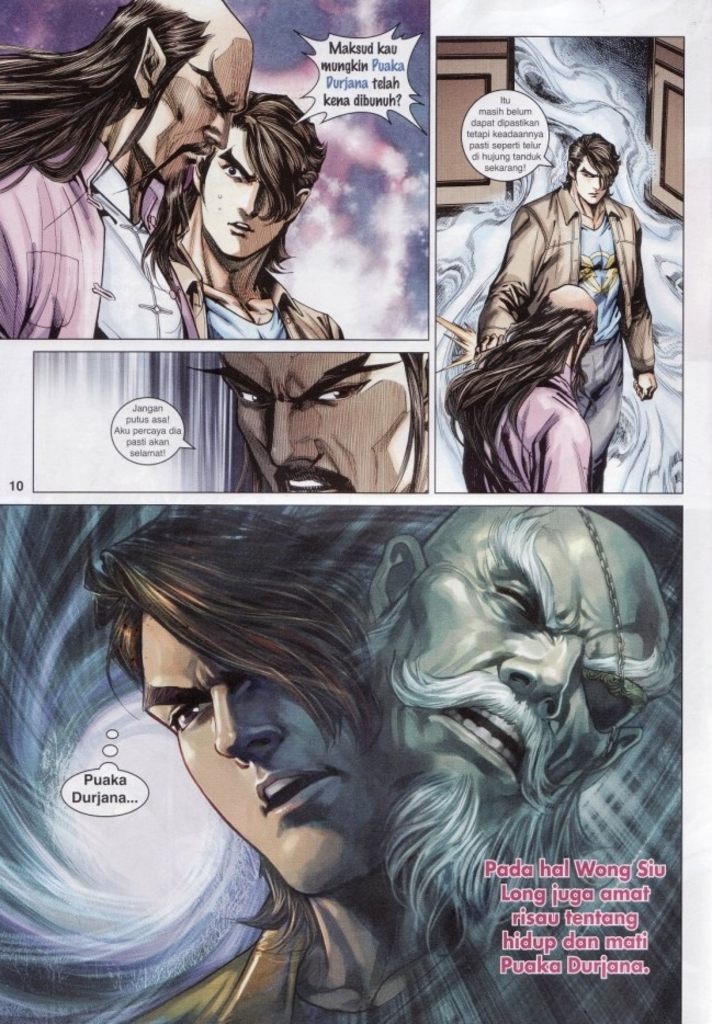 Maksud kau
mungkin Puaka
Durjana telah
kena dibunuh?
Itu
masih belum
dapat dipastikan
tetapi keadaannya
pasti seperti telur
di hujung tanduk
sekarang!
Jangan
putus asa!
Aku percaya dia
pasti akan
selamat!
10
Puaka
Durjana...
Pada hal Wong Siu
Long juga amat
risau tentang
hidup dan mati
Puaka Durjana.